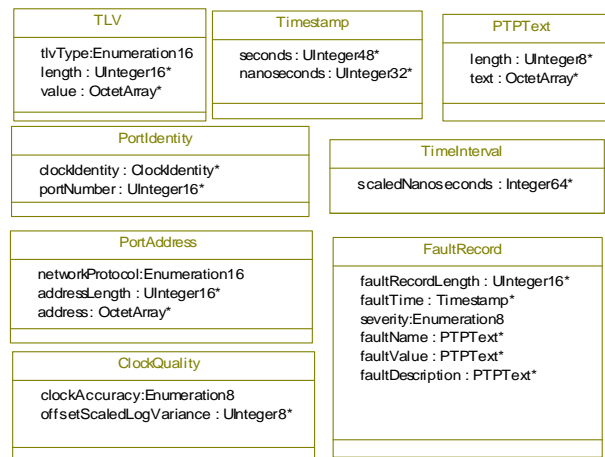 TLV
tlvType:Enumeration16
length : UInteger16*
value : OctetArray*
Timestamp
seconds : UInteger48*
nanoseconds : UInteger32*
PTPText
length : UInteger8*
text : OctetArray*
PortIdentity
clockIdentity : ClockIdentity*
portNumber : UInteger16*
TimeInterval
scaledNanoseconds : Integer64*
PortAddress
networkProtocol:Enumeration16
addressLength : UInteger16*
address: OctetArray*
FaultRecord
faultRecordLength : UInteger16*
faultTime : Timestamp*
severity:Enumeration8
faultName : PTPText*
faultValue : PTPText*
faultDescription : PTPText*
ClockQuality
clockAccuracy:Enumeration8
offsetScaledLogVariance : UInteger8*